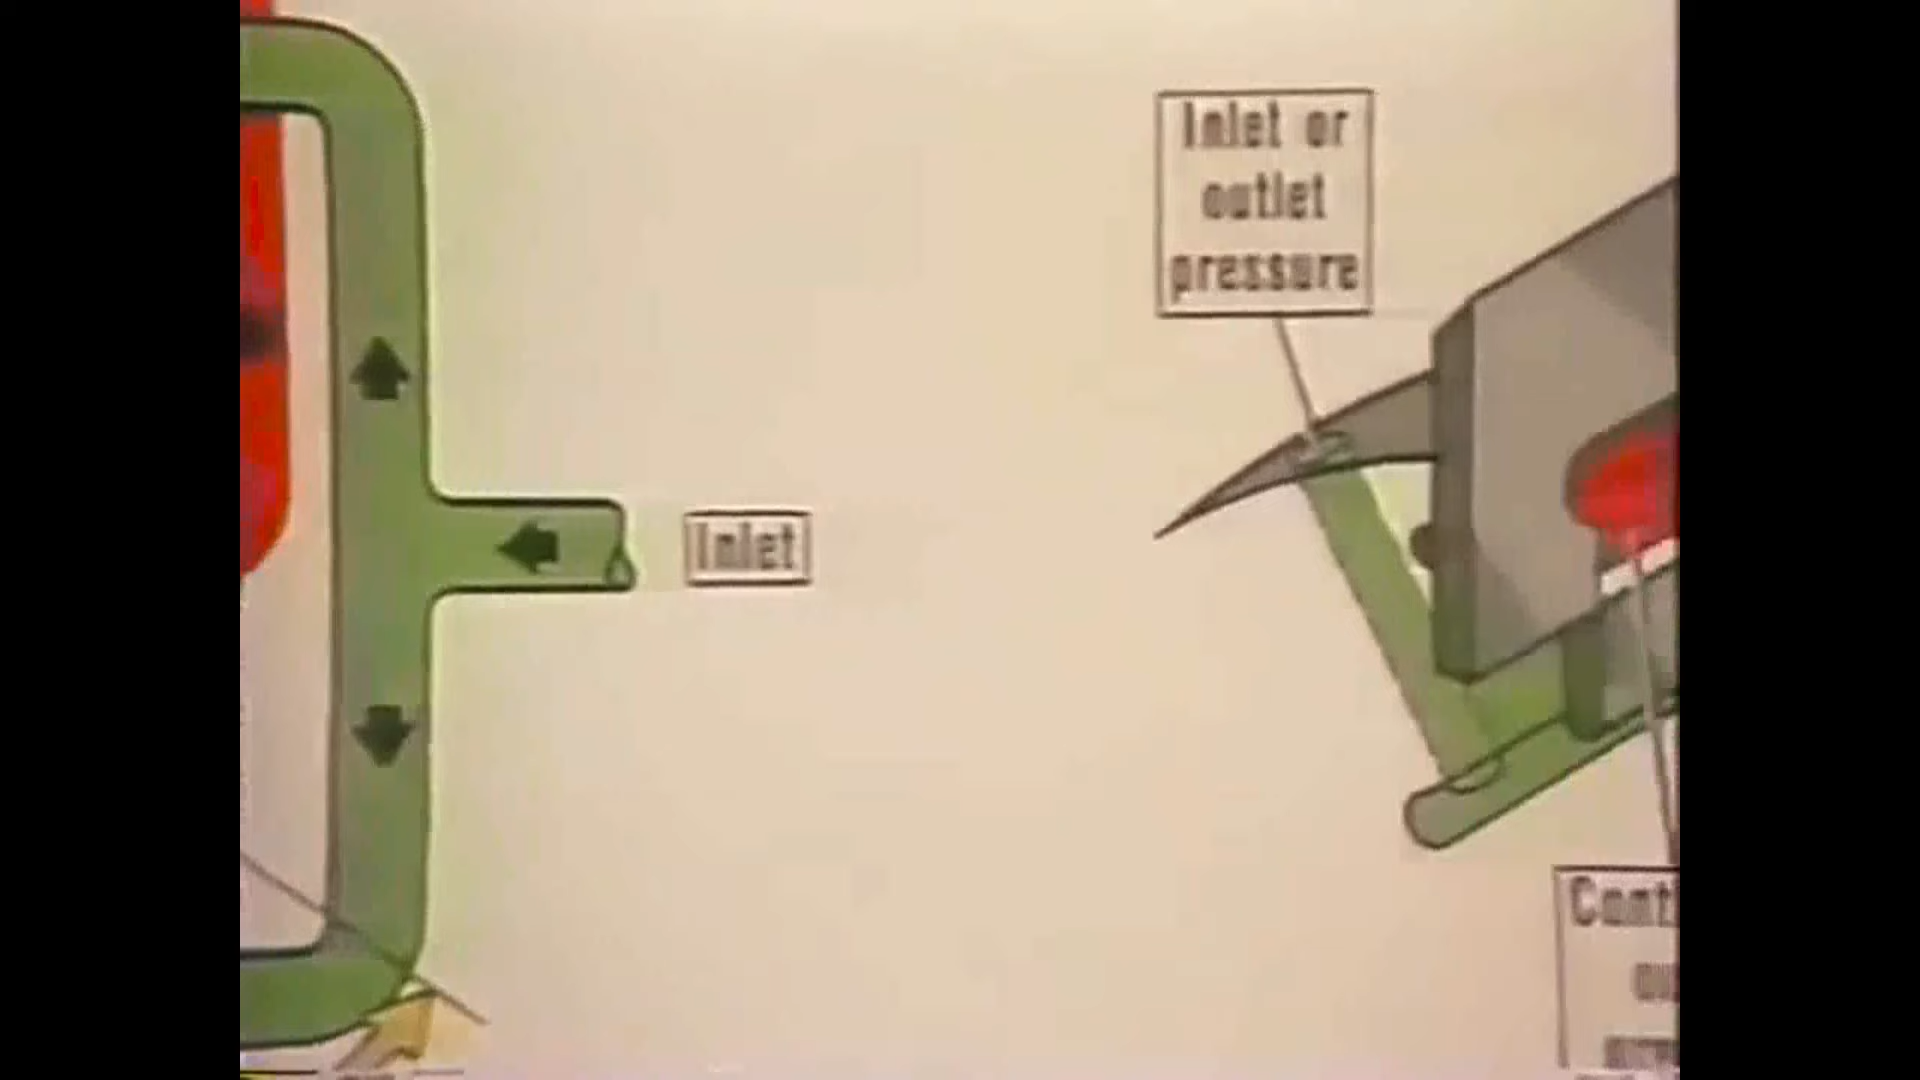 Inlet or
outlet
pressure
Inlet